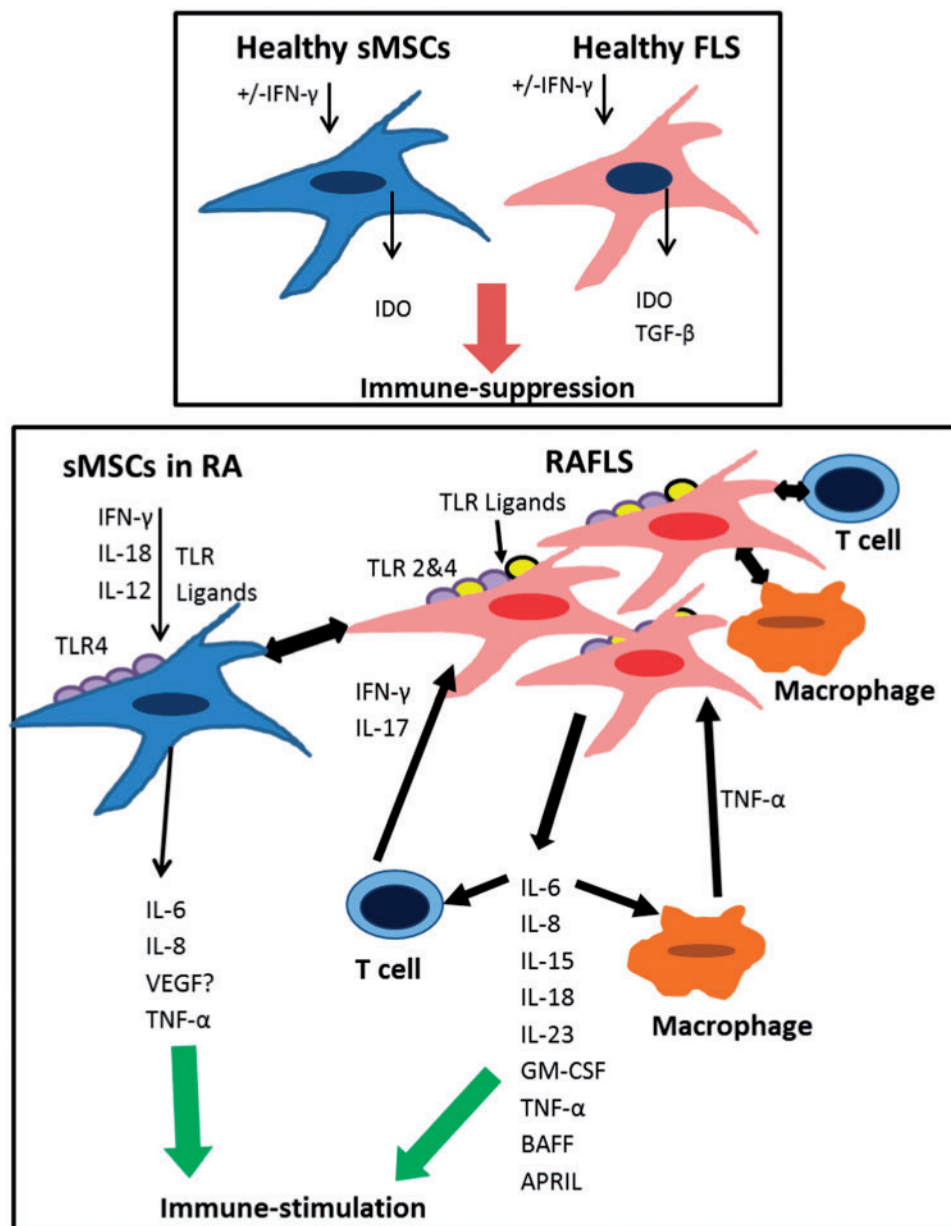 Healthy sMSCs
+/-IFN-γ
IDO
Healthy FLS
+/-IFN-γ
IDO
TGF-β
Immune-suppression
sMSCs in RA
IFN-γ
IL-18
IL-12
TLR
Ligands
TLR4
IL-6
IL-8
VEGF?
TNF-α
RAFLS
TLR Ligands
TLR 2&4
T cell
Macrophage
IFN-γ
IL-17
TNF-α
T cell
IL-6
IL-8
IL-15
IL-18
IL-23
GM-CSF
TNF-α
BAFF
APRIL
Macrophage
Immune-stimulation